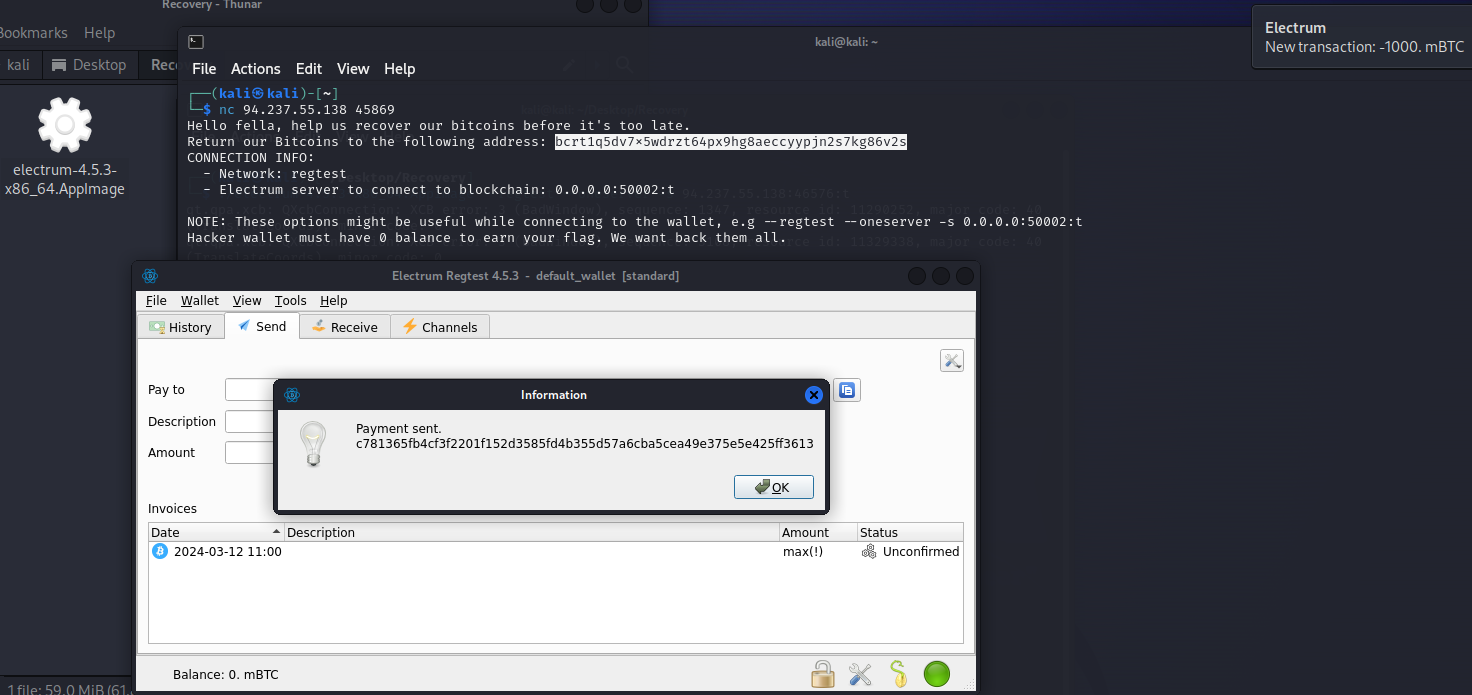 Recovery - Thunar
Bookmarks Help
kali Desktop Rec
electrum-4.5.3-
x86_64.AppImage
1 file: 59.0 MiB (61.
Electrum
New transaction: -1000. mBTC
kali@kali: ~
File Actions Edit View Help
┌──(kali㉿kali)-[~]
└─$ nc 94.237.55.138 45869
Hello fella, help us recover our bitcoins before it's too late.
Return our Bitcoins to the following address: bcrt1q5dv7×5wdrzt64px9hg8aeccyypjn2s7kg86v2s
CONNECTION INFO:
- Network: regtest
- Electrum server to connect to blockchain: 0.0.0.0:50002:t
NOTE: These options might be useful while connecting to the wallet, e.g --regtest --oneserver -s 0.0.0.0:50002:t
Hacker wallet must have 0 balance to earn your flag. We want back them all.
Electrum Regtest 4.5.3 - default_wallet [standard]
File Wallet View Tools Help
History Send Receive Channels
Pay to
Description
Amount
Information
Payment sent.
c781365fb4cf3f2201f152d3585fd4b355d57a6cba5cea49e375e5e425ff3613
OK
Invoices
Date Description Amount Status
2024-03-12 11:00 max(!) Unconfirmed
Balance: 0. mBTC